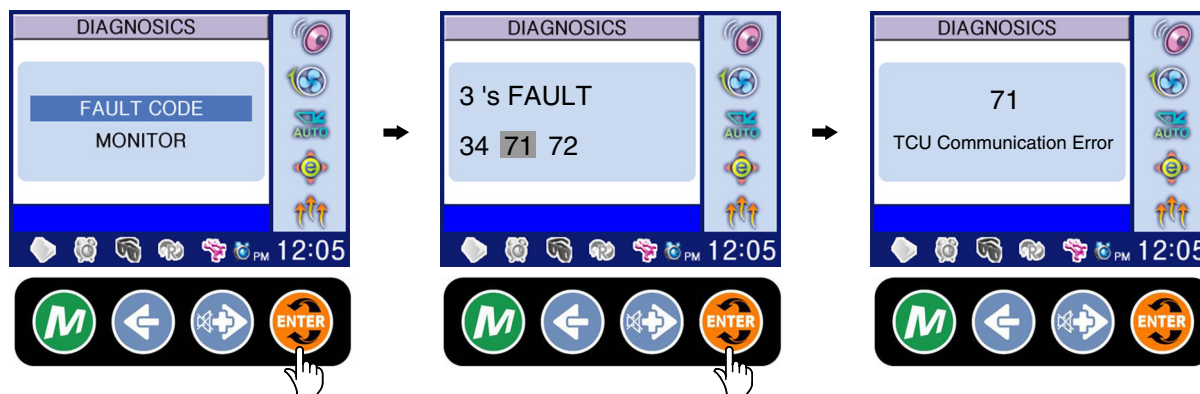 DIAGNOSICS
FAULT CODE
MONITOR
AUTO
e
R
PM 12:05
M
ENTER
DIAGNOSICS
3 's FAULT
34 71 72
AUTO
e
R
PM 12:05
M
ENTER
DIAGNOSICS
71
TCU Communication Error
AUTO
e
R
PM 12:05
M
ENTER